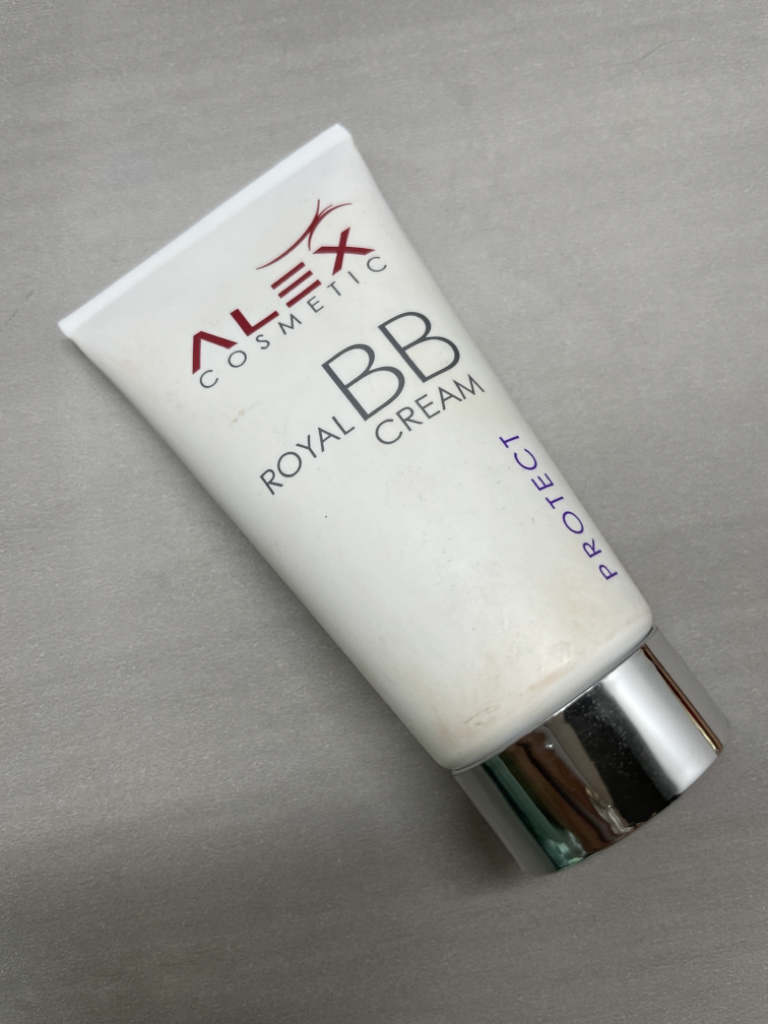 ALEX
COSMETIC
ROYAL BB
CREAM
PROTECT